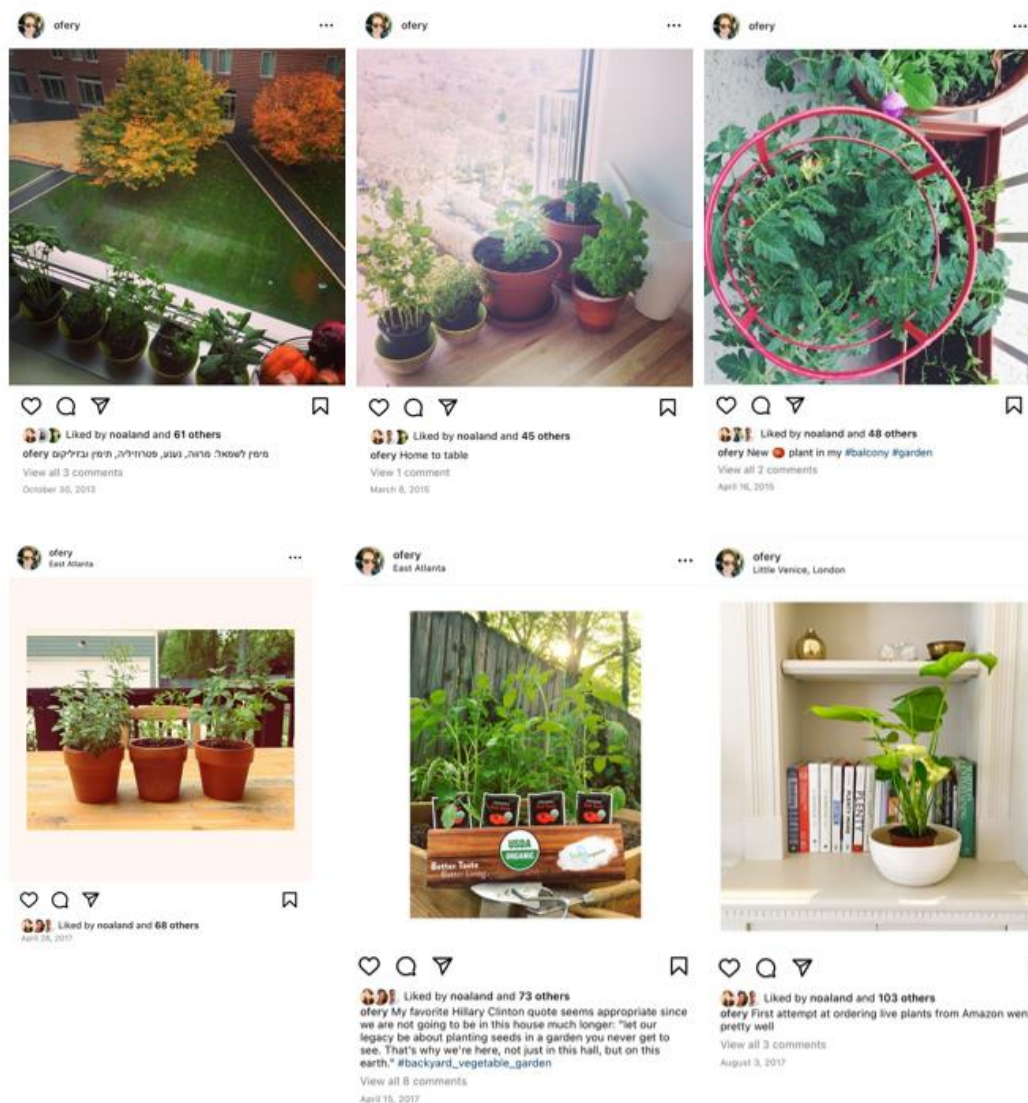 ofery
Liked by noaland and 61 others
ofery מימין לשמאל: מרווה, נענע, פטרוזיליה, תימין ובזיליקום
View all 3 comments
October 30, 2013
ofery
Liked by noaland and 45 others
ofery Home to table
View 1 comment
March 8, 2015
ofery
Liked by noaland and 48 others
ofery New 🍅 plant in my #balcony #garden
View all 2 comments
April 16, 2015
ofery
East Atlanta
Liked by noaland and 68 others
April 28, 2017
ofery
East Atlanta
USDA
ORGANIC
Better Taste
Better Living
Liked by noaland and 73 others
ofery My favorite Hillary Clinton quote seems appropriate since
we are not going to be in this house much longer: "let our
legacy be about planting seeds in a garden you never get to
see. That's why we're here, not just in this hall, but on this
earth." #backyard_vegetable_garden
View all 8 comments
April 15, 2017
ofery
Little Venice, London
PLENTY
Liked by noaland and 103 others
ofery First attempt at ordering live plants from Amazon wen
pretty well
View all 3 comments
August 3, 2017